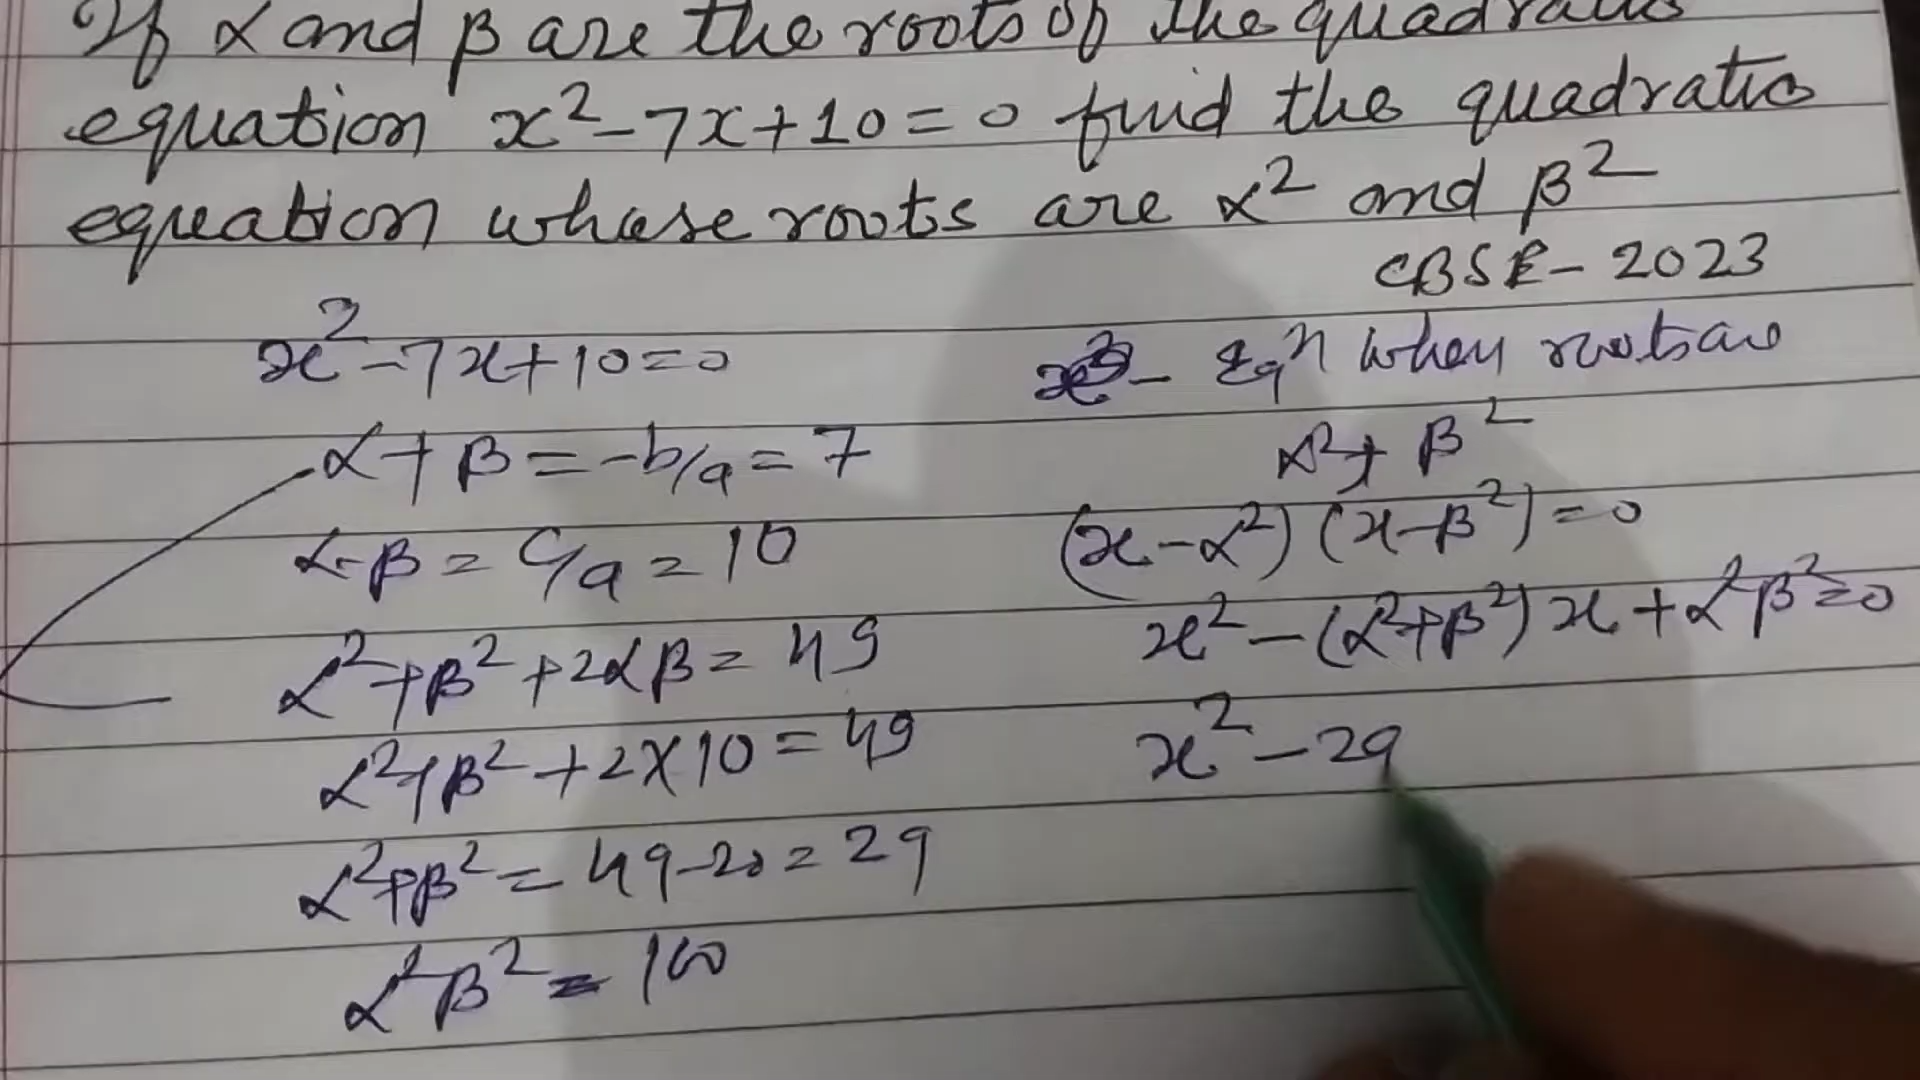 If α and β are the roots of the quadratic
equation x²-7x+10=0 find the quadratic
equation whose roots are α² and β²
CBSE-2023
x²-7x+10=0
α+β=-b/a=7
α·β=c/a=10
α²+β²+2αβ=49
α²+β²+2×10=49
α²+β²=49-20=29
α²β²=100
- Eqn when roots are
α²+β²
(x-α²)(x-β²)=0
x²-(α²+β²)x+α²β²=0
x²-29